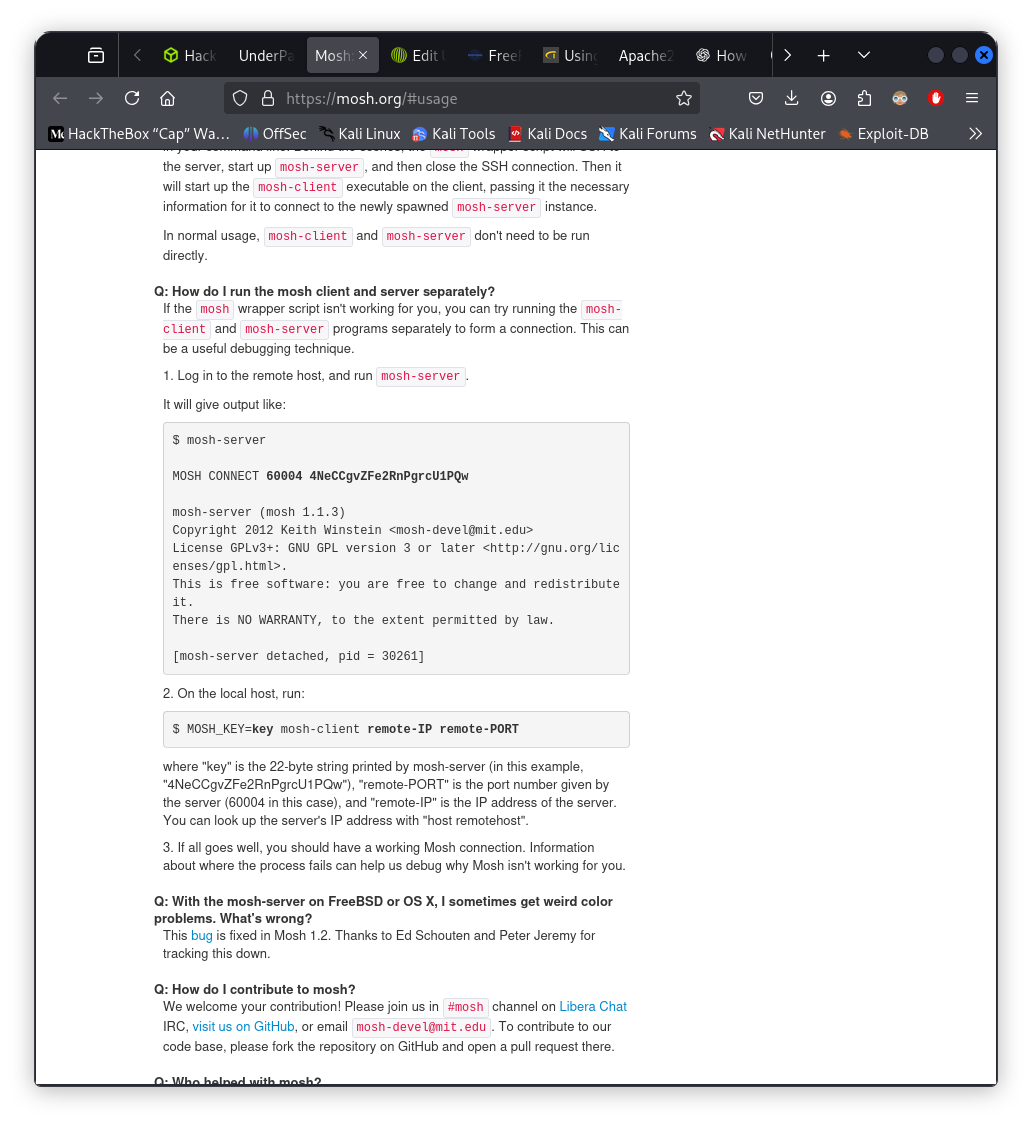 Hack
UnderPa
Mosh:
Edit
Free
Using
Apache2
How
https://mosh.org/#usage
HackTheBox “Cap” Wa…
OffSec
Kali Linux
Kali Tools
Kali Docs
Kali Forums
Kali NetHunter
Exploit-DB
the server, start up mosh-server , and then close the SSH connection. Then it
will start up the mosh-client executable on the client, passing it the necessary
information for it to connect to the newly spawned mosh-server instance.
In normal usage, mosh-client and mosh-server don't need to be run
directly.
Q: How do I run the mosh client and server separately?
If the mosh wrapper script isn't working for you, you can try running the mosh-
client and mosh-server programs separately to form a connection. This can
be a useful debugging technique.
1. Log in to the remote host, and run mosh-server .
It will give output like:
$ mosh-server
MOSH CONNECT 60004 4NeCCgvZFe2RnPgrcU1PQw
mosh-server (mosh 1.1.3)
Copyright 2012 Keith Winstein <mosh-devel@mit.edu>
License GPLv3+: GNU GPL version 3 or later <http://gnu.org/lic
enses/gpl.html>.
This is free software: you are free to change and redistribute
it.
There is NO WARRANTY, to the extent permitted by law.
[mosh-server detached, pid = 30261]
2. On the local host, run:
$ MOSH_KEY=key mosh-client remote-IP remote-PORT
where "key" is the 22-byte string printed by mosh-server (in this example,
"4NeCCgvZFe2RnPgrcU1PQw"), "remote-PORT" is the port number given by
the server (60004 in this case), and "remote-IP" is the IP address of the server.
You can look up the server's IP address with "host remotehost".
3. If all goes well, you should have a working Mosh connection. Information
about where the process fails can help us debug why Mosh isn't working for you.
Q: With the mosh-server on FreeBSD or OS X, I sometimes get weird color
problems. What's wrong?
This bug is fixed in Mosh 1.2. Thanks to Ed Schouten and Peter Jeremy for
tracking this down.
Q: How do I contribute to mosh?
We welcome your contribution! Please join us in #mosh channel on Libera Chat
IRC, visit us on GitHub, or email mosh-devel@mit.edu . To contribute to our
code base, please fork the repository on GitHub and open a pull request there.
Q: Who helped with mosh?